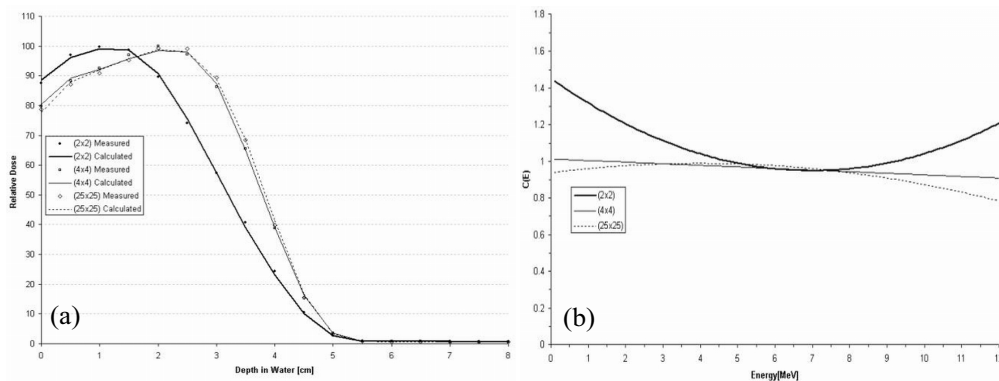 110
100
90
80
70
60
50
40
30
20
10
0
Relative Dose
(2x2) Measured
(2x2) Calculated
(4x4) Measured
(4x4) Calculated
(25x25) Measured
(25x25) Calculated
(a)
0 1 2 3 4 5 6 7 8
Depth in Water [cm]
1.8
1.6
1.4
1.2
1
0.8
0.6
0.4
0.2
0
C(E)
(2x2)
(4x4)
(25x25)
(b)
0 1 2 3 4 5 6 7 8 9 10 11 12
Energy[MeV]